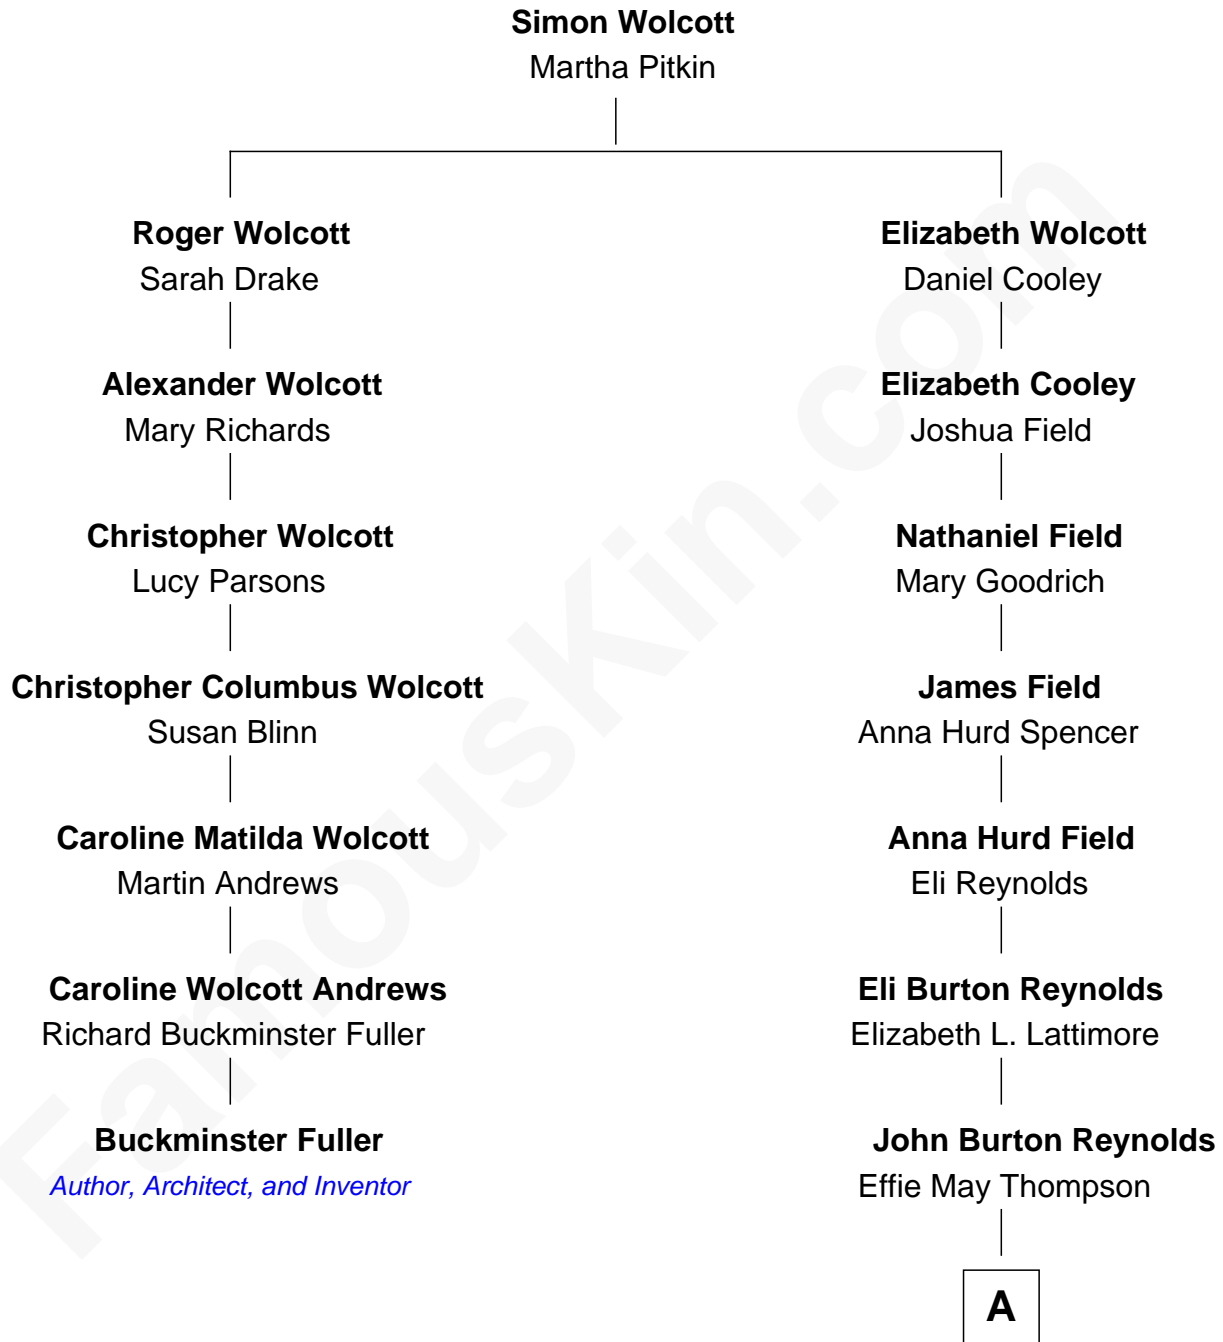 Simon Wolcott
Martha Pitkin
Roger Wolcott
Sarah Drake
Elizabeth Wolcott
Daniel Cooley
Alexander Wolcott
Mary Richards
Elizabeth Cooley
Joshua Field
Christopher Wolcott
Lucy Parsons
Nathaniel Field
Mary Goodrich
Christopher Columbus Wolcott
Susan Blinn
James Field
Anna Hurd Spencer
Caroline Matilda Wolcott
Martin Andrews
Anna Hurd Field
Eli Reynolds
Caroline Wolcott Andrews
Richard Buckminster Fuller
Eli Burton Reynolds
Elizabeth L. Lattimore
Buckminster Fuller
Author, Architect, and Inventor
John Burton Reynolds
Effie May Thompson
A
FamousKin.com